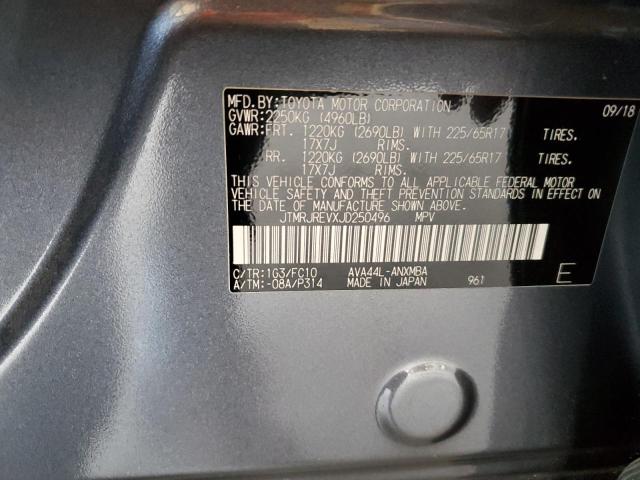 MFD.BY:TOYOTA MOTOR CORPORATION 09/18
GVWR:2250KG (4960LB)
GAWR:FRT. 1220KG (2690LB) WITH 225/65R17 TIRES.
17X7J RIMS.
RR. 1220KG (2690LB) WITH 225/65R17 TIRES.
17X7J RIMS.
THIS VEHICLE CONFORMS TO ALL APPLICABLE FEDERAL MOTOR
VEHICLE SAFETY AND THEFT PREVENTION STANDARDS IN EFFECT ON
THE DATE OF MANUFACTURE SHOWN ABOVE.
JTMRJREVXJD250496 MPV
C/TR:1G3/FC10 AVA44L-ANXMBA
A/TM:-08A/P314 MADE IN JAPAN 961 E